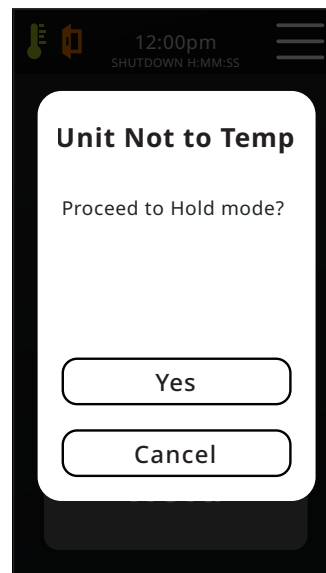 12:00pm
SHUTDOWN H:MM:SS
Unit Not to Temp
Proceed to Hold mode?
Yes
Cancel